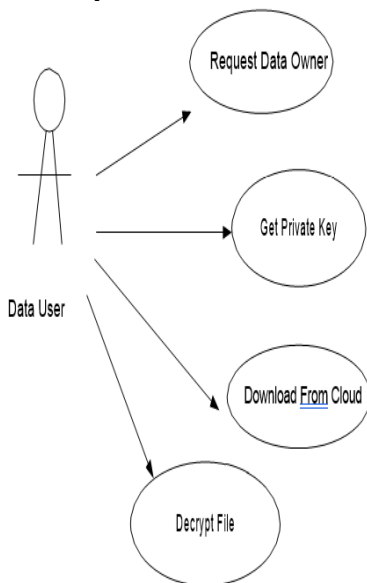 Request Data Owner
Get Private Key
Data User
Download From Cloud
Decrypt File